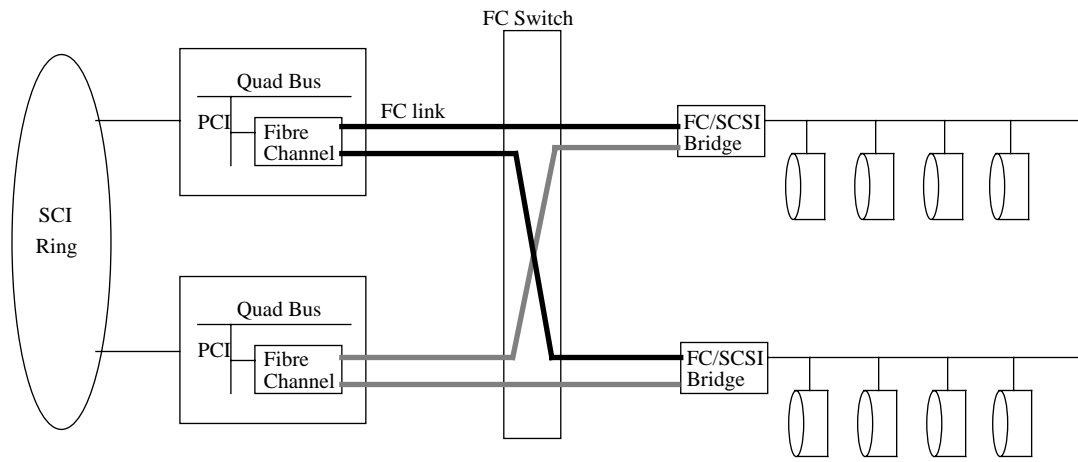 FC Switch
Quad Bus
PCI
Fibre
Channel
FC link
FC/SCSI
Bridge
SCI
Ring
Quad Bus
PCI
Fibre
Channel
FC/SCSI
Bridge